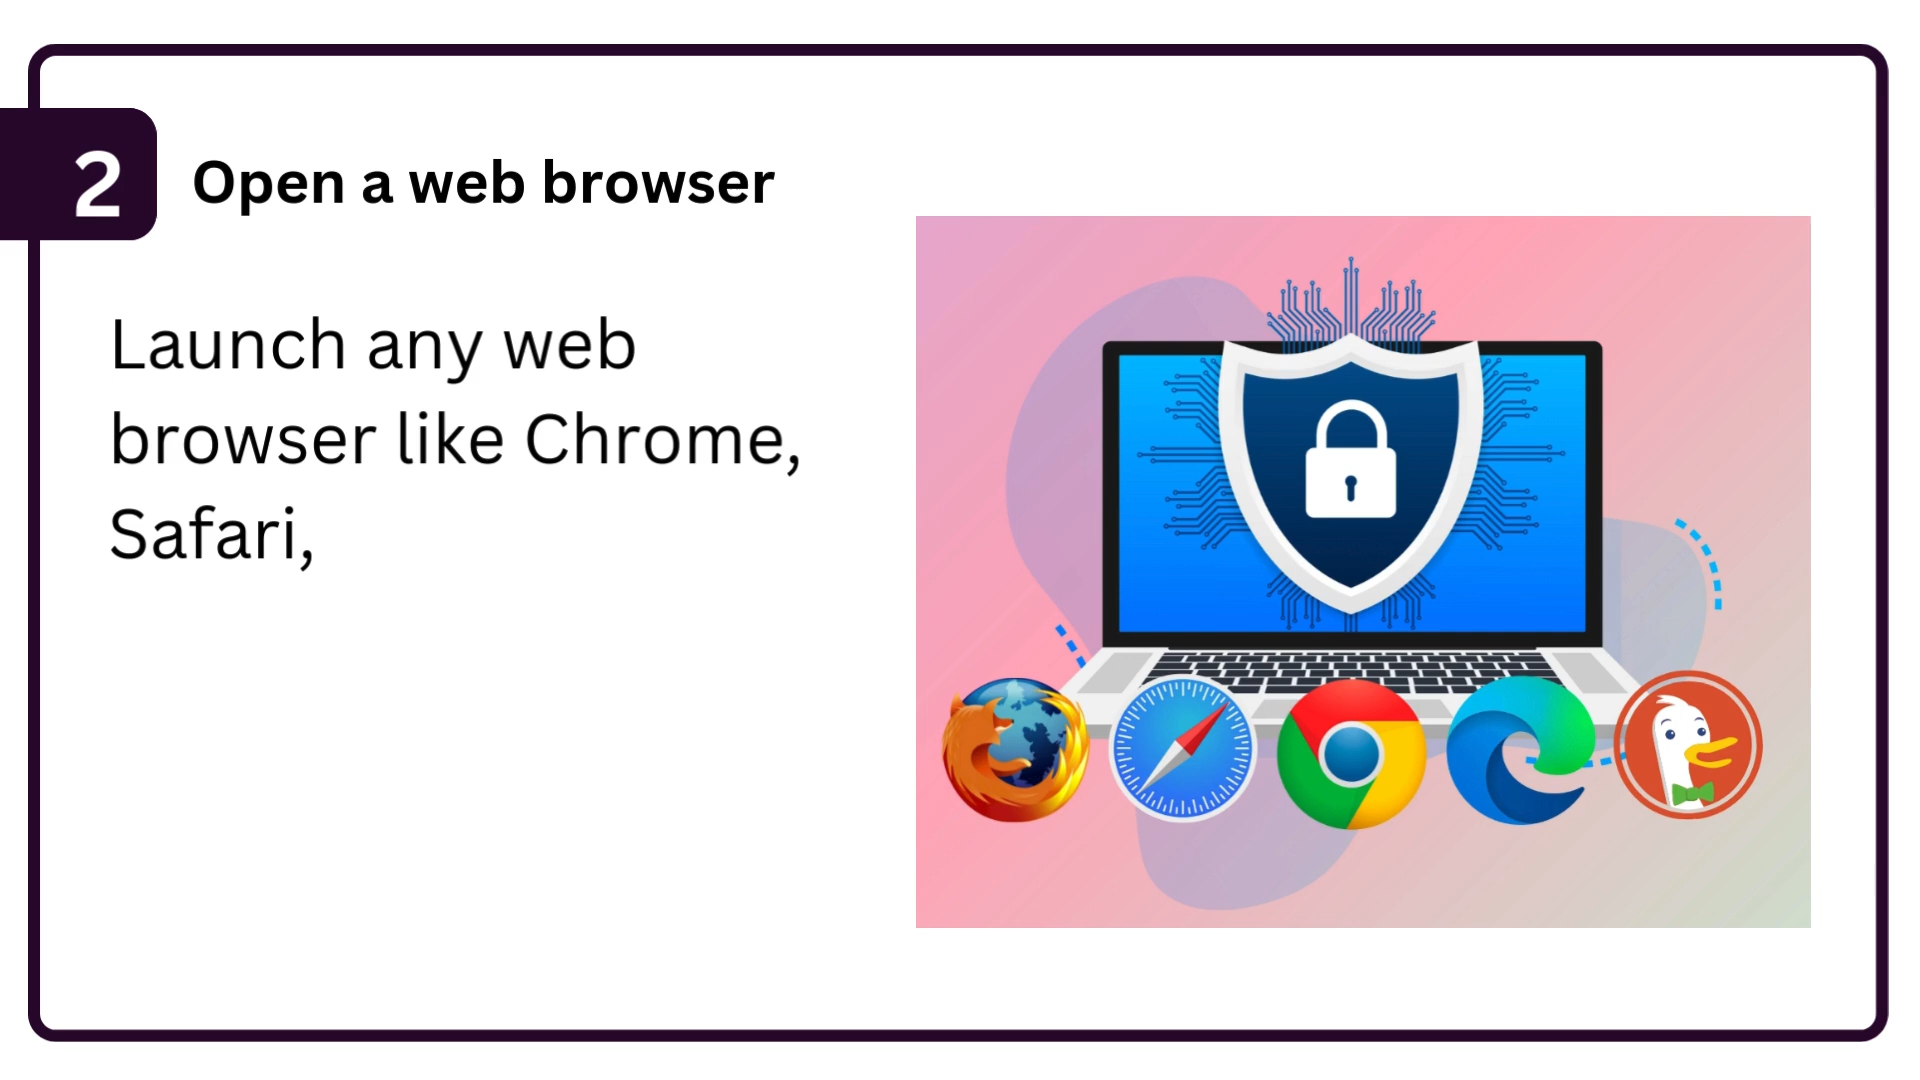 2
Open a web browser
Launch any web
browser like Chrome,
Safari,